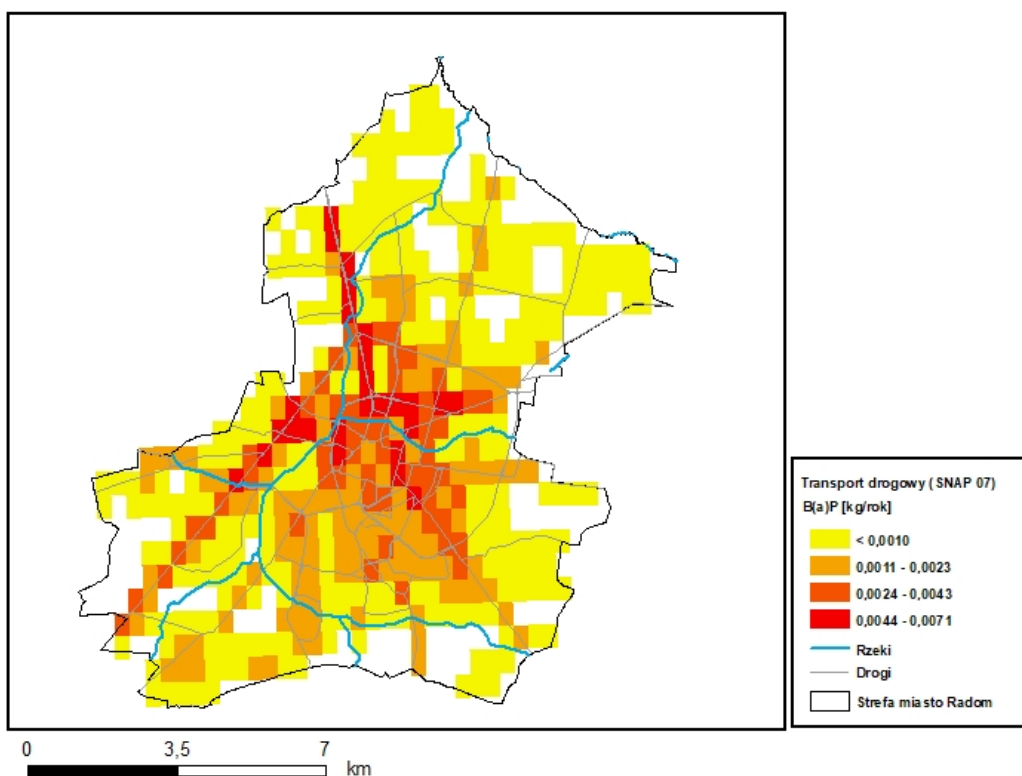 Transport drogowy ( SNAP 07)
B(a)P [kg/rok]
< 0,0010
0,0011 - 0,0023
0,0024 - 0,0043
0,0044 - 0,0071
Rzeki
Drogi
Strefa miasto Radom
0 3,5 7
km